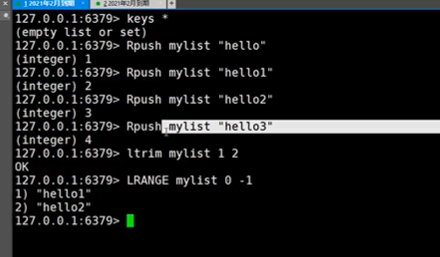 1 2021年2月到期 2 2021年2月到期 +
127.0.0.1:6379> keys *
(empty list or set)
127.0.0.1:6379> Rpush mylist "hello"
(integer) 1
127.0.0.1:6379> Rpush mylist "hello1"
(integer) 2
127.0.0.1:6379> Rpush mylist "hello2"
(integer) 3
127.0.0.1:6379> Rpush mylist "hello3"
(integer) 4
127.0.0.1:6379> ltrim mylist 1 2
OK
127.0.0.1:6379> LRANGE mylist 0 -1
1) "hello1"
2) "hello2"
127.0.0.1:6379>